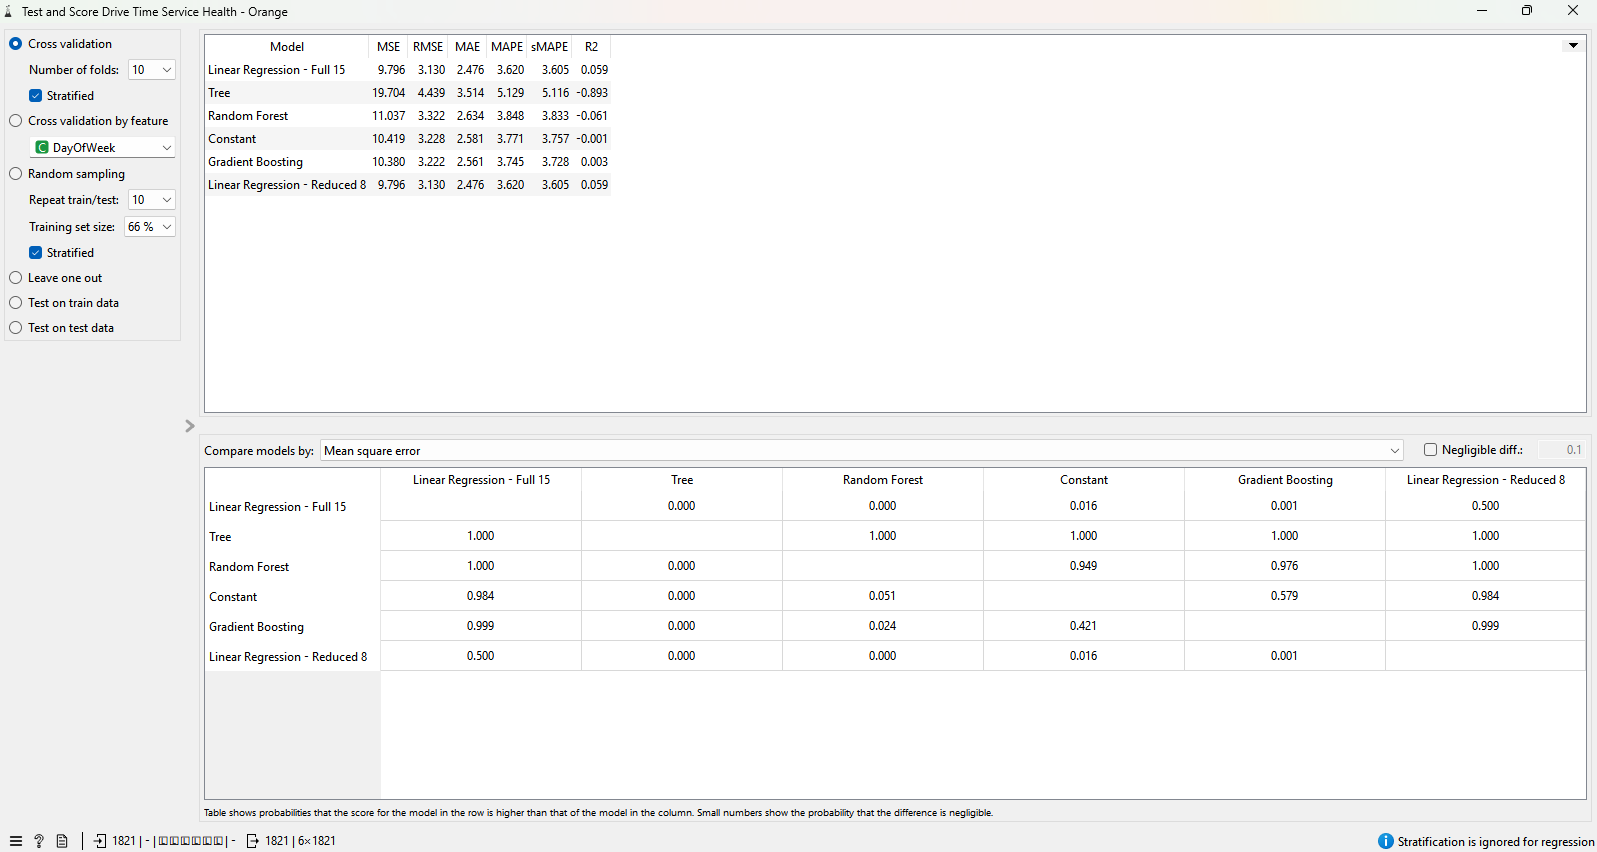 Test and Score Drive Time Service Health - Orange
Cross validation
Number of folds: 10
Stratified
Cross validation by feature
C DayOfWeek
Random sampling
Repeat train/test: 10
Training set size: 66 %
Stratified
Leave one out
Test on train data
Test on test data
Model MSE RMSE MAE MAPE sMAPE R2
Linear Regression - Full 15 9.796 3.130 2.476 3.620 3.605 0.059
Tree 19.704 4.439 3.514 5.129 5.116 -0.893
Random Forest 11.037 3.322 2.634 3.848 3.833 -0.061
Constant 10.419 3.228 2.581 3.771 3.757 -0.001
Gradient Boosting 10.380 3.222 2.561 3.745 3.728 0.003
Linear Regression - Reduced 8 9.796 3.130 2.476 3.620 3.605 0.059
Compare models by: Mean square error Negligible diff.: 0.1
Linear Regression - Full 15 Tree Random Forest Constant Gradient Boosting Linear Regression - Reduced 8
Linear Regression - Full 15 0.000 0.000 0.016 0.001 0.500
Tree 1.000 1.000 1.000 1.000 1.000
Random Forest 1.000 0.000 0.949 0.976 1.000
Constant 0.984 0.000 0.051 0.579 0.984
Gradient Boosting 0.999 0.000 0.024 0.421 0.999
Linear Regression - Reduced 8 0.500 0.000 0.000 0.016 0.001
Table shows probabilities that the score for the model in the row is higher than that of the model in the column. Small numbers show the probability that the difference is negligible.
1821 | - | □□□□□□ | - 1821 | 6×1821
Stratification is ignored for regression